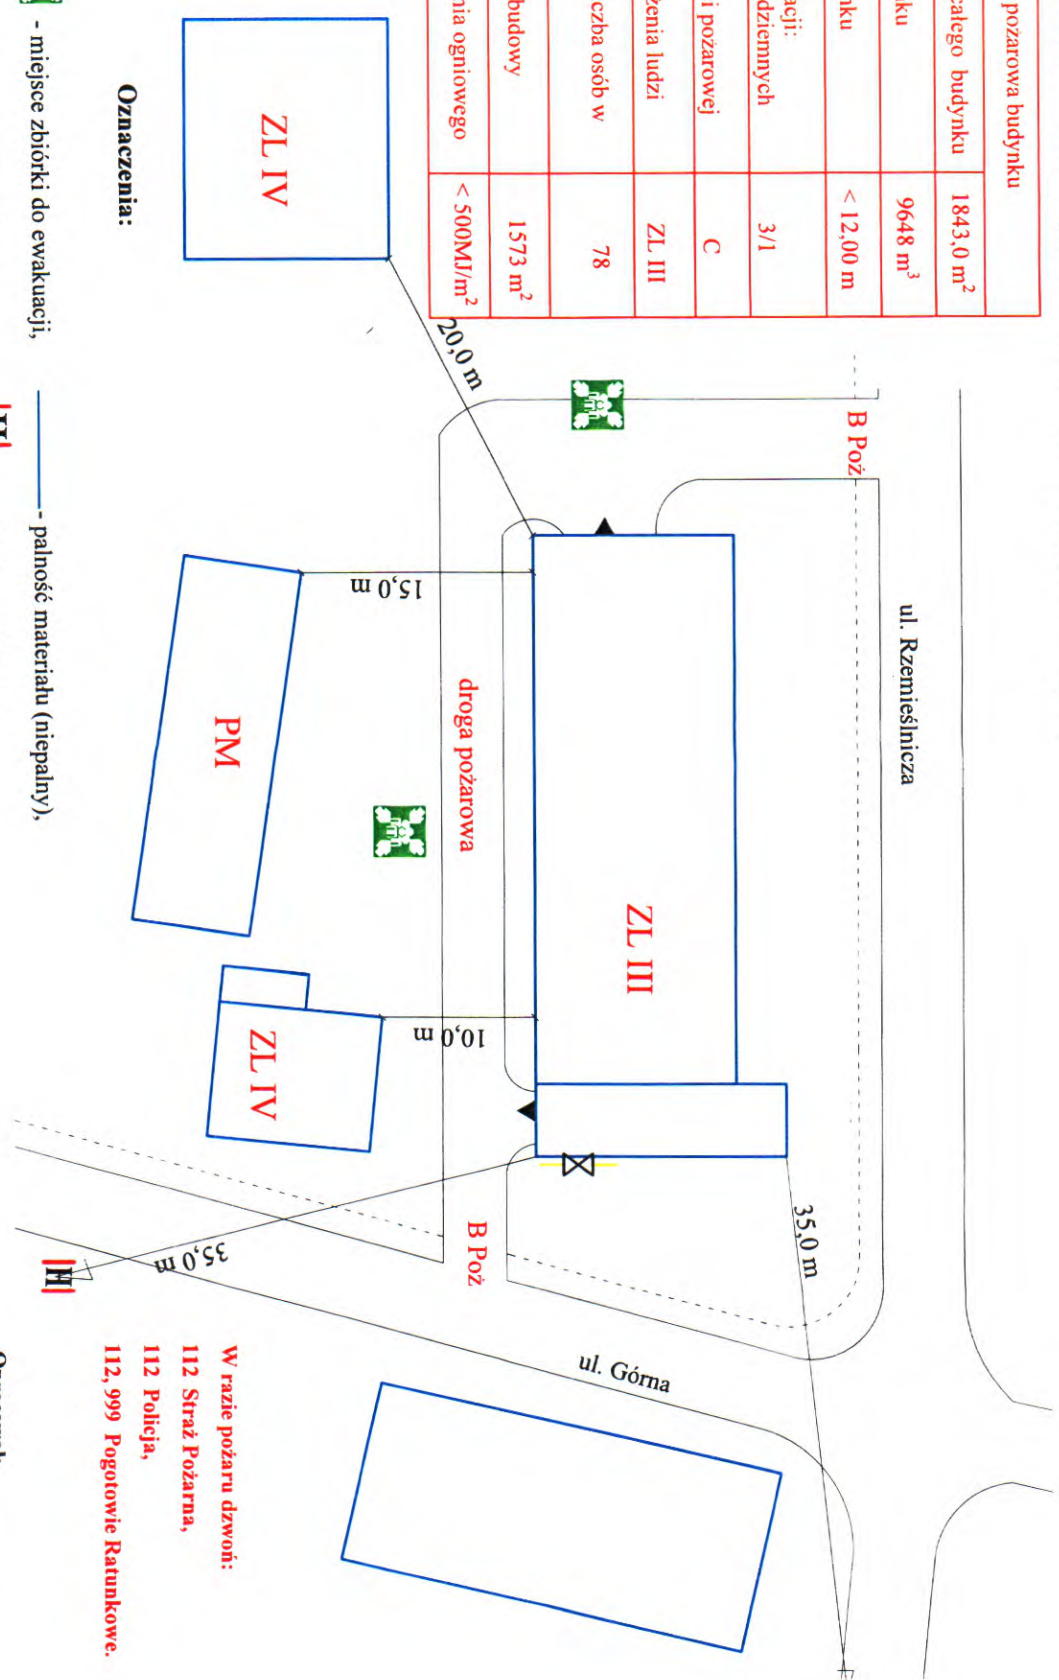 pożarowa budynku
całego budynku 1843,0 m²
9648 m³
< 12,00 m
acji:
dziemnych 3/1
i pożarowej C
żenia ludzi ZL III
czba osób w 78
budowy 1573 m²
nia ogniowego < 500MJ/m²
B Poż
ul. Rzemieślnicza
20,0 m
ZL IV
ZL III
35,0 m
15,0 m
droga pożarowa
10,0 m
PM
ZL IV
B Poż
35,0 m
ul. Górna
H
W razie pożaru dzwoń:
112 Straż Pożarna,
112 Policja,
112, 999 Pogotowie Ratunkowe.
Oznaczenia:
- miejsce zbiórki do ewakuacji,
- palność materiału (niepalny),